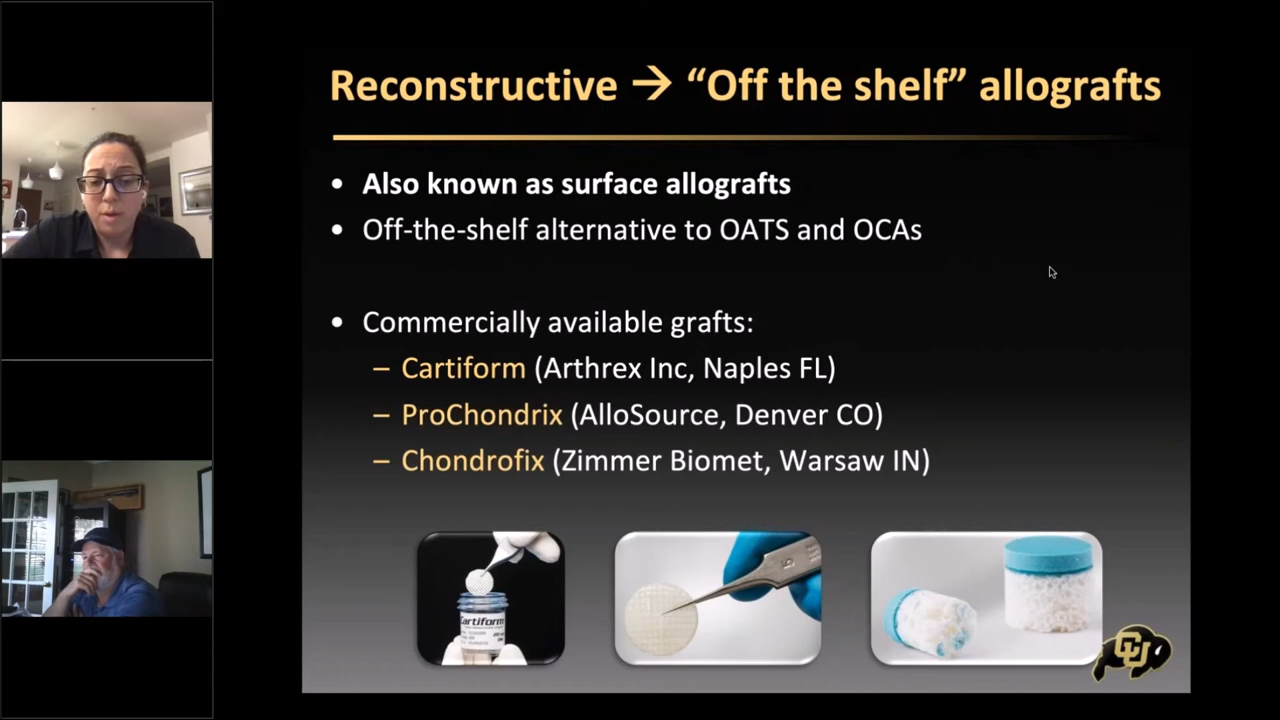 Reconstructive → “Off the shelf” allografts
• Also known as surface allografts
• Off-the-shelf alternative to OATS and OCAs
• Commercially available grafts:
– Cartiform (Arthrex Inc, Naples FL)
– ProChondrix (AlloSource, Denver CO)
– Chondrofix (Zimmer Biomet, Warsaw IN)
Cartiform
CU